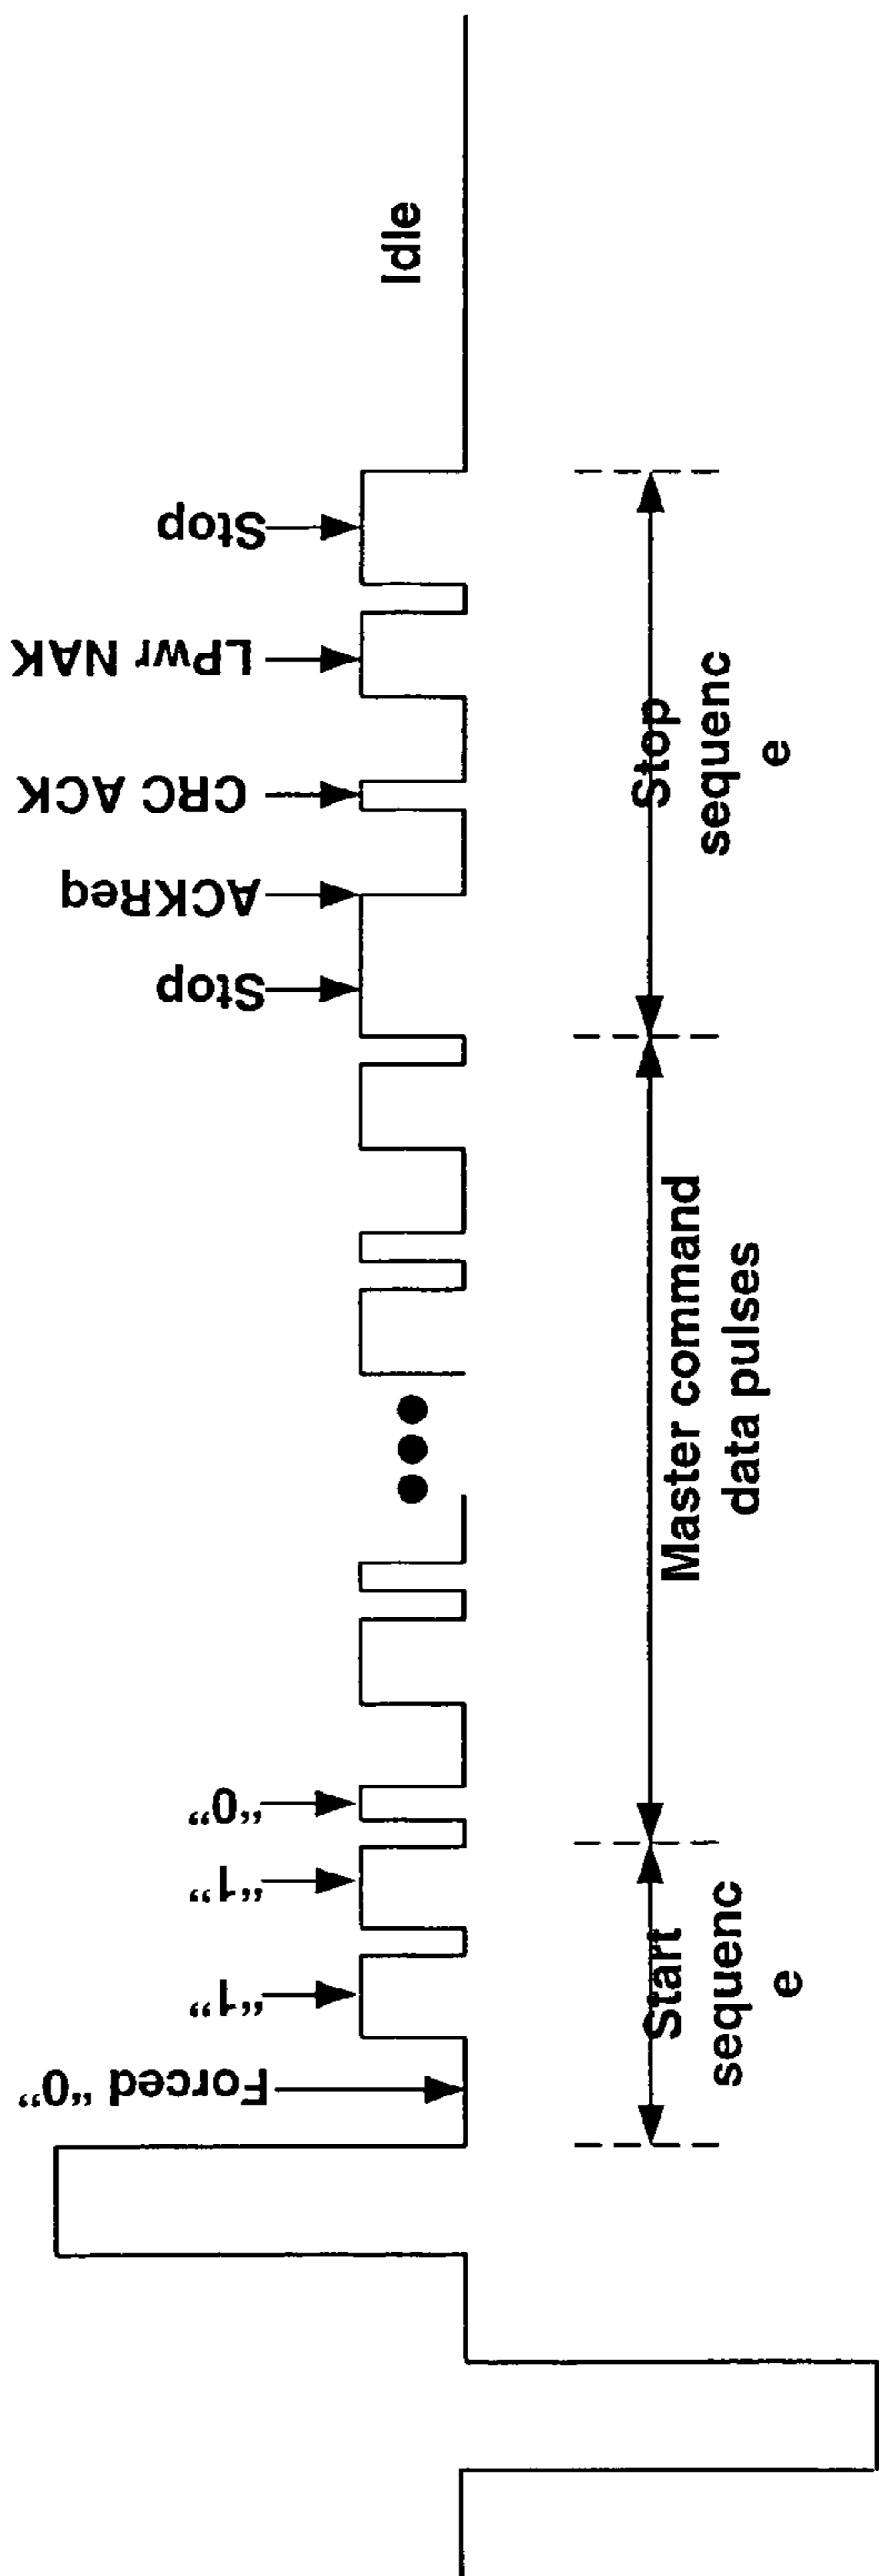 Forced “0”
“1”
“1”
“0”
Stop
ACKReq
CRC ACK
LPwr NAK
Stop
Idle
Start
sequenc
e
Master command
data pulses
Stop
sequenc
e